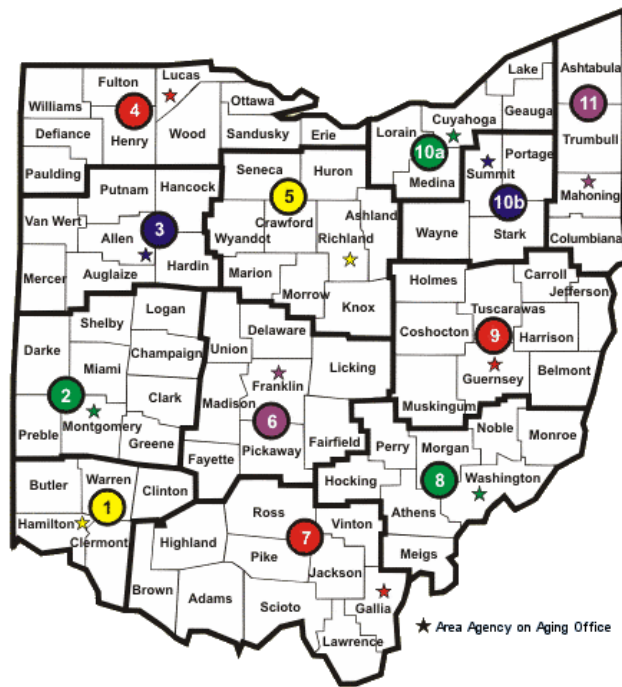 Lake
Ashtabula
Fulton
Lucas
Williams
4
Ottawa
Cuyahoga
Geauga
11
Defiance
Henry
Wood
Sandusky
Erie
Lorain
10a
Trumbull
Paulding
Seneca
Huron
Medina
Summit
Portage
Putnam
Hancock
5
Mahoning
Van Wert
3
Crawford
Ashland
10b
Allen
Wyandot
Richland
Wayne
Stark
Columbiana
Mercer
Auglaize
Hardin
Marion
Morrow
Knox
Holmes
Carroll
Jefferson
Logan
Tuscarawas
Shelby
Delaware
Coshocton
9
Harrison
Darke
Champaign
Union
Licking
Miami
Guernsey
Belmont
2
Clark
Madison
Franklin
Muskingum
Montgomery
6
Noble
Preble
Greene
Fayette
Pickaway
Fairfield
Perry
Morgan
Monroe
Butler
Warren
Clinton
Hocking
8
Washington
1
Hamilton
Clermont
Ross
Vinton
Athens
Highland
7
Pike
Meigs
Jackson
Brown
Adams
Scioto
Gallia
Lawrence
Area Agency on Aging Office